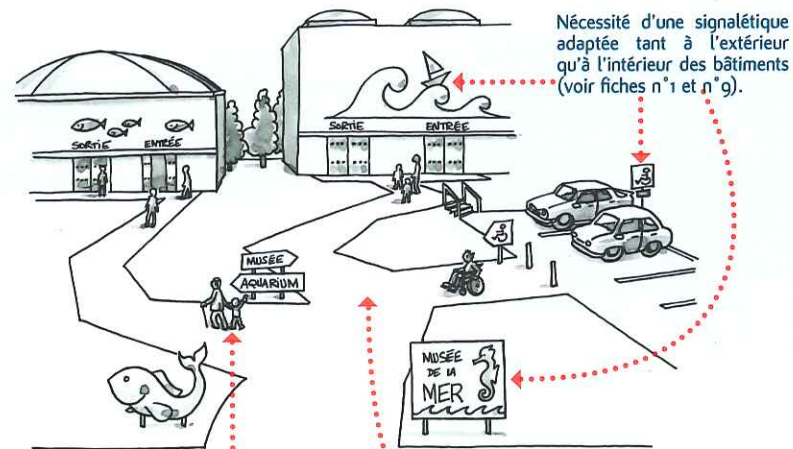 Nécessité d'une signalétique
adaptée tant à l'extérieur
qu'à l'intérieur des bâtiments
(voir fiches n°1 et n°9).
SORTIE ENTRÉE
SORTIE ENTRÉE
MUSÉE
AQUARIUM
MUSÉE
DE LA
MER